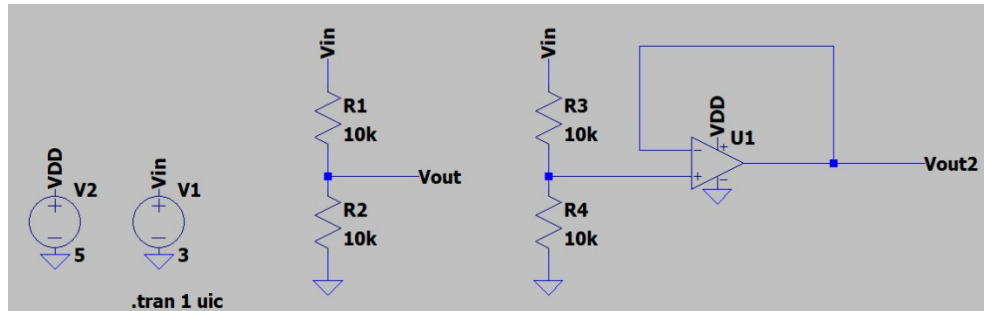 Vin
R1
10k
Vout
R2
10k
Vin
R3
10k
R4
10k
VDD
U1
+
-
-
+
Vout2
VDD
V2
+
-
5
Vin
V1
+
-
3
.tran 1 uic